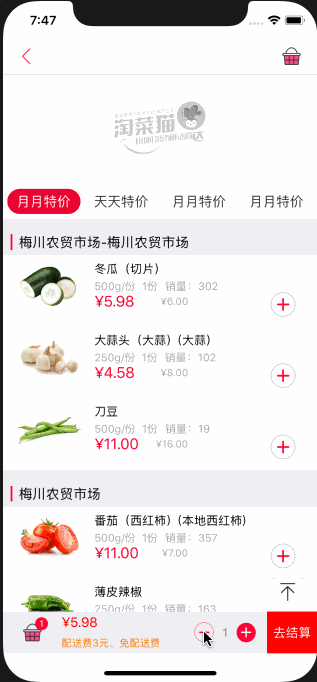 7:47
淘菜猫
月月特价 天天特价 月月特价 月月特价
梅川农贸市场-梅川农贸市场
冬瓜（切片）
500g/份 1份 销量：302
¥5.98 ¥6.00
大蒜头（大蒜）(大蒜)
250g/份 1份 销量：102
¥4.58 ¥8.00
刀豆
500g/份 1份 销量：19
¥11.00 ¥16.00
梅川农贸市场
番茄（西红柿）(本地西红柿)
500g/份 1份 销量：357
¥11.00 ¥7.00
薄皮辣椒
500g/份 1份 销量：163
1
¥5.98
配送费3元、免配送费
1
去结算